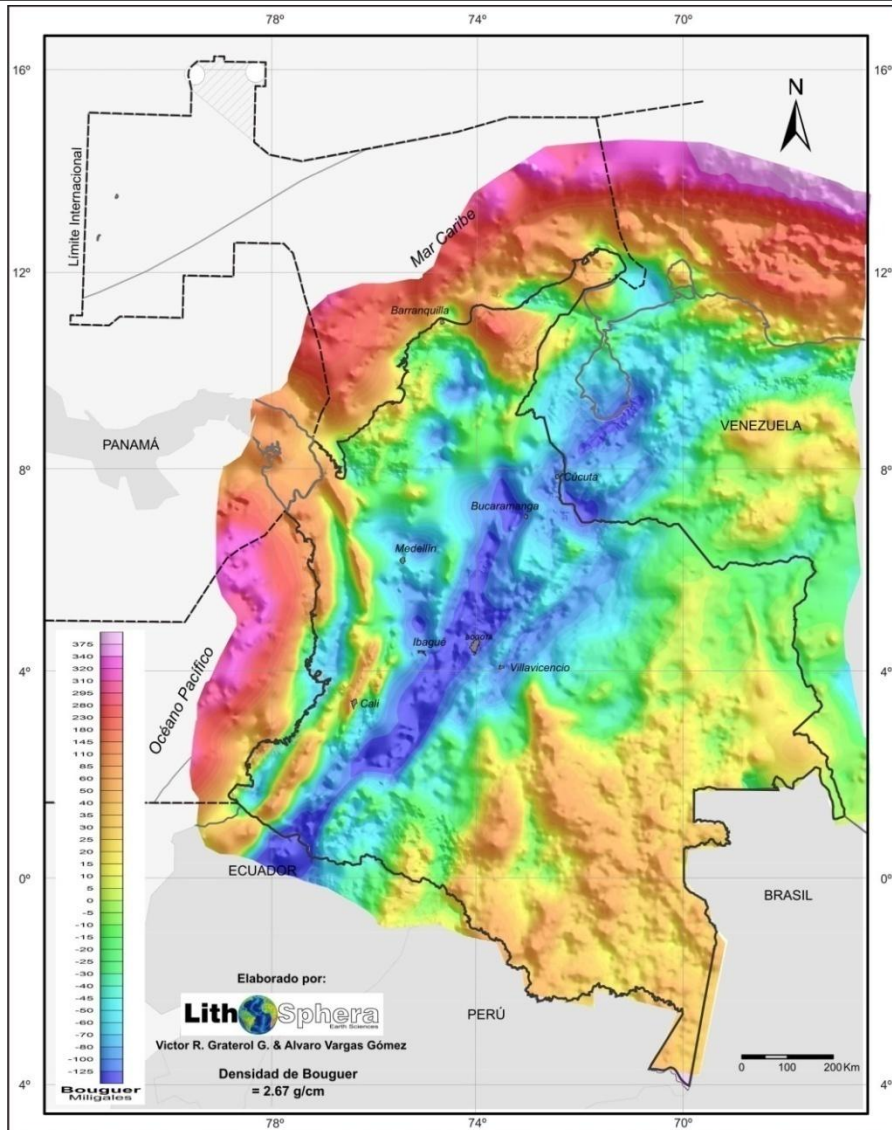 78º 74º 70º
16º 16º
N
Límite Internacional
Mar Caribe
12º 12º
Barranquilla
PANAMÁ
VENEZUELA
8º 8º
Cúcuta
Bucaramanga
Medellín
Ibagué
Bogotá
Villavicencio
4º 4º
Cali
Océano Pacífico
375
340
320
310
295
280
230
180
145
110
85
60
50
40
35
30
25
20
15
10
5
0
-5
-10
-15
-20
-25
-30
-40
-45
-50
-60
-70
-80
-100
-125
Bouguer
Miligales
ECUADOR
0º 0º
BRASIL
PERÚ
Elaborado por:
LithoSphera
Earth Sciences
Victor R. Graterol G. & Alvaro Vargas Gómez
Densidad de Bouguer
= 2.67 g/cm
0 100 200 Km
4º 4º
78º 74º 70º